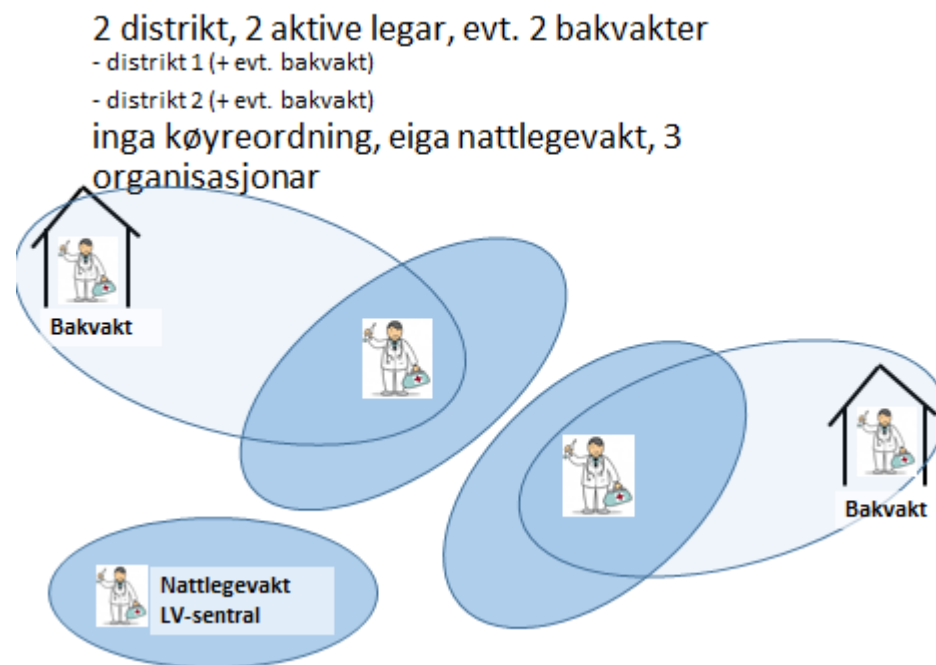 2 distrikt, 2 aktive legar, evt. 2 bakvakter
- distrikt 1 (+ evt. bakvakt)
- distrikt 2 (+ evt. bakvakt)
inga køyreordning, eiga nattlegevakt, 3
organisasjonar
Bakvakt
Bakvakt
Nattlegevakt
LV-sentral